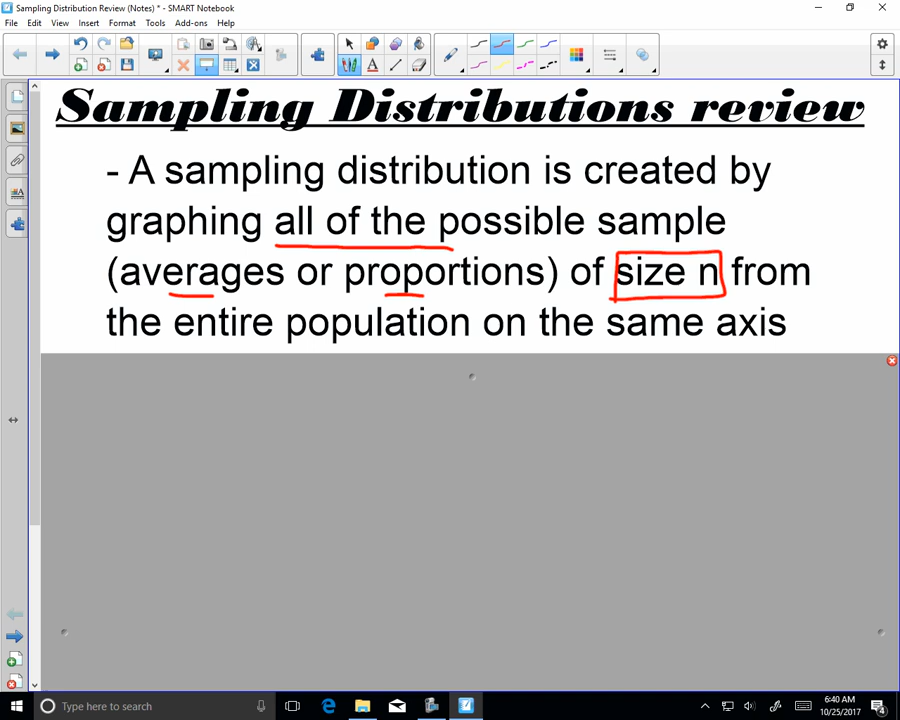 Sampling Distribution Review (Notes) * - SMART Notebook
File Edit View Insert Format Tools Add-ons Help
Sampling Distributions review
- A sampling distribution is created by
graphing all of the possible sample
(averages or proportions) of size n from
the entire population on the same axis
Type here to search
6:40 AM
10/25/2017
4